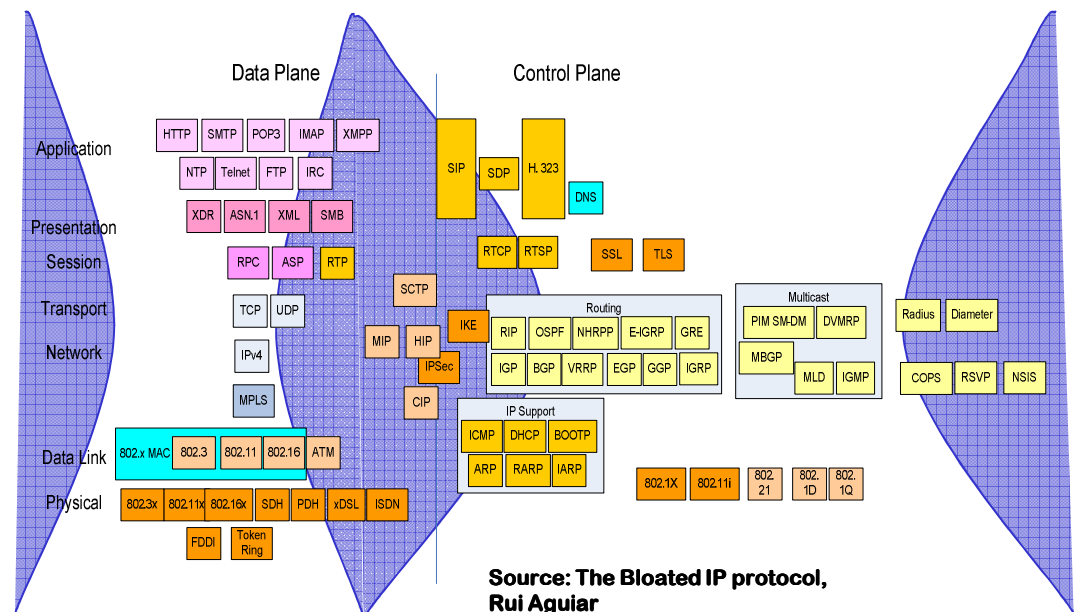 Data Plane
Control Plane
Application
HTTP
SMTP
POP3
IMAP
XMPP
NTP
Telnet
FTP
IRC
SIP
SDP
H. 323
DNS
Presentation
XDR
ASN.1
XML
SMB
Session
RPC
ASP
RTP
RTCP
RTSP
SSL
TLS
Transport
TCP
UDP
SCTP
Network
IPv4
MIP
HIP
IKE
IPSec
MPLS
CIP
Routing
RIP
OSPF
NHRPP
E-IGRP
GRE
IGP
BGP
VRRP
EGP
GGP
IGRP
Multicast
PIM SM-DM
DVMRP
MBGP
MLD
IGMP
Radius
Diameter
COPS
RSVP
NSIS
IP Support
ICMP
DHCP
BOOTP
ARP
RARP
IARP
Data Link
802.x MAC
802.3
802.11
802.16
ATM
802.1X
802.11i
802.
21
802.
1D
802.
1Q
Physical
802.3x
802.11x
802.16x
SDH
PDH
xDSL
ISDN
FDDI
Token
Ring
Source: The Bloated IP protocol,
Rui Aguiar